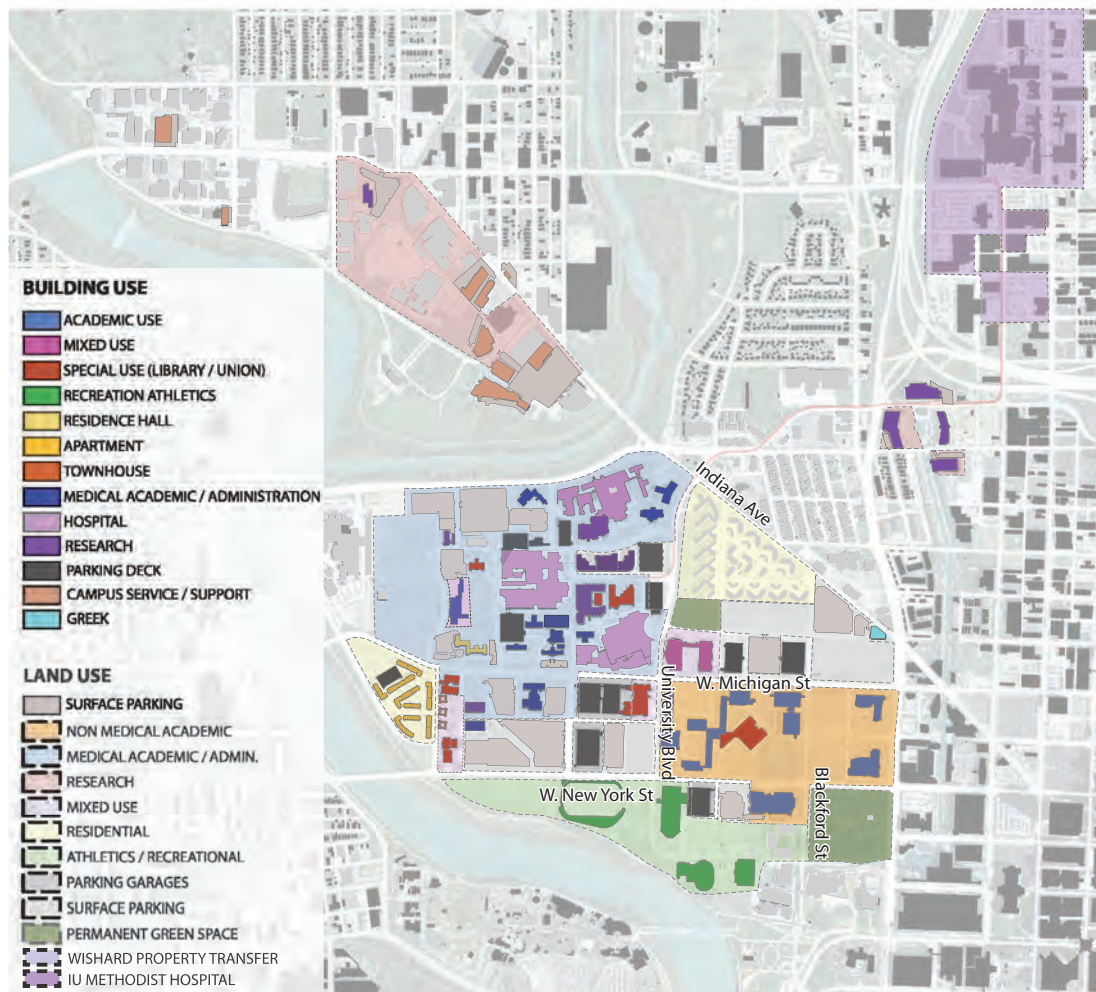 BUILDING USE
ACADEMIC USE
MIXED USE
SPECIAL USE (LIBRARY / UNION)
RECREATION ATHLETICS
RESIDENCE HALL
APARTMENT
TOWNHOUSE
MEDICAL ACADEMIC / ADMINISTRATION
HOSPITAL
RESEARCH
PARKING DECK
CAMPUS SERVICE / SUPPORT
GREEK
LAND USE
SURFACE PARKING
NON MEDICAL ACADEMIC
MEDICAL ACADEMIC / ADMIN.
RESEARCH
MIXED USE
RESIDENTIAL
ATHLETICS / RECREATIONAL
PARKING GARAGES
SURFACE PARKING
PERMANENT GREEN SPACE
WISHARD PROPERTY TRANSFER
IU METHODIST HOSPITAL
Indiana Ave
W. Michigan St
University Blvd
W. New York St
Blackford St